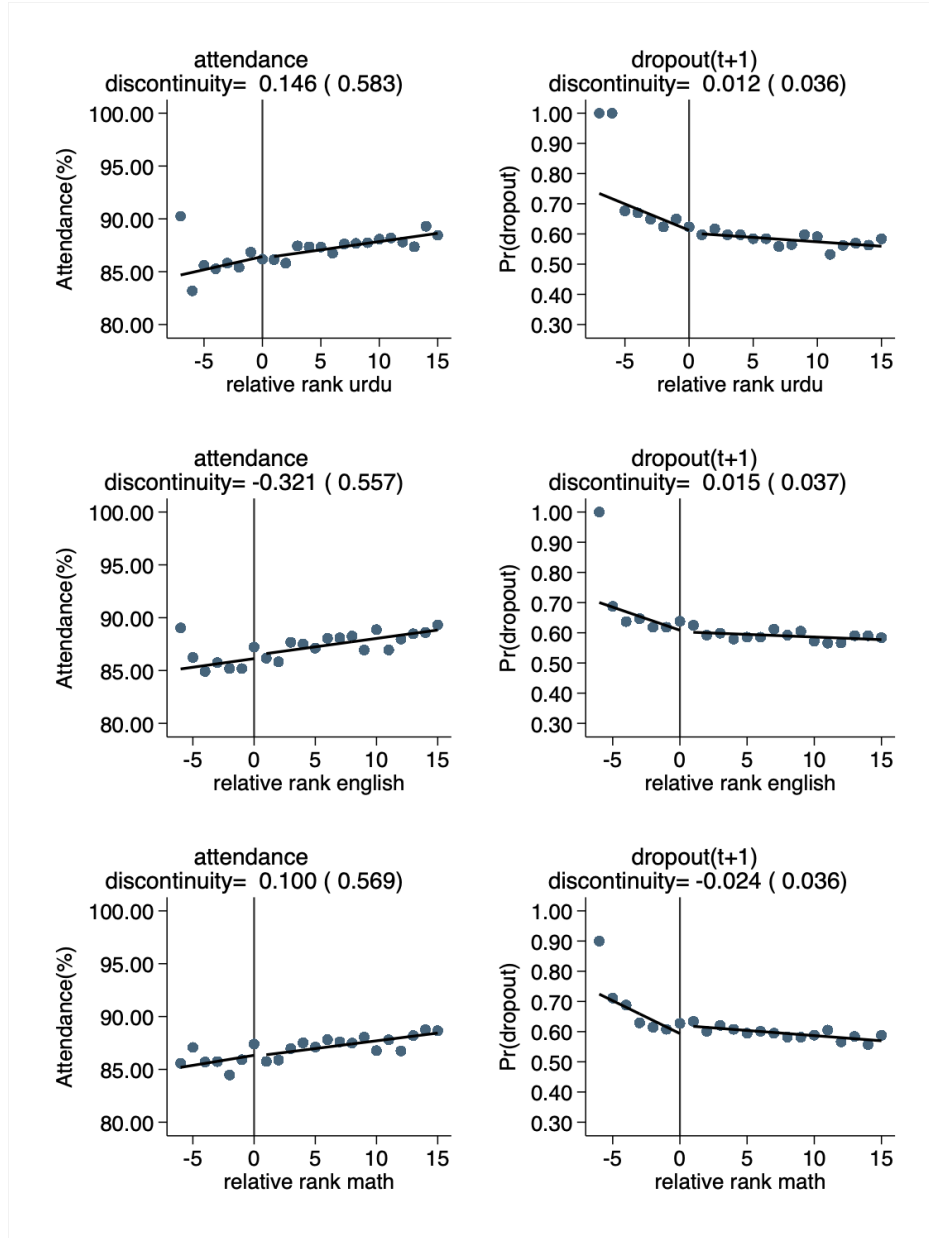 attendance
discontinuity= 0.146 ( 0.583)
100.00
95.00
90.00
85.00
80.00
Attendance(%)
-5 0 5 10 15
relative rank urdu
dropout(t+1)
discontinuity= 0.012 ( 0.036)
1.00
0.90
0.80
0.70
0.60
0.50
0.40
0.30
Pr(dropout)
-5 0 5 10 15
relative rank urdu
attendance
discontinuity= -0.321 ( 0.557)
100.00
95.00
90.00
85.00
80.00
Attendance(%)
-5 0 5 10 15
relative rank english
dropout(t+1)
discontinuity= 0.015 ( 0.037)
1.00
0.90
0.80
0.70
0.60
0.50
0.40
0.30
Pr(dropout)
-5 0 5 10 15
relative rank english
attendance
discontinuity= 0.100 ( 0.569)
100.00
95.00
90.00
85.00
80.00
Attendance(%)
-5 0 5 10 15
relative rank math
dropout(t+1)
discontinuity= -0.024 ( 0.036)
1.00
0.90
0.80
0.70
0.60
0.50
0.40
0.30
Pr(dropout)
-5 0 5 10 15
relative rank math